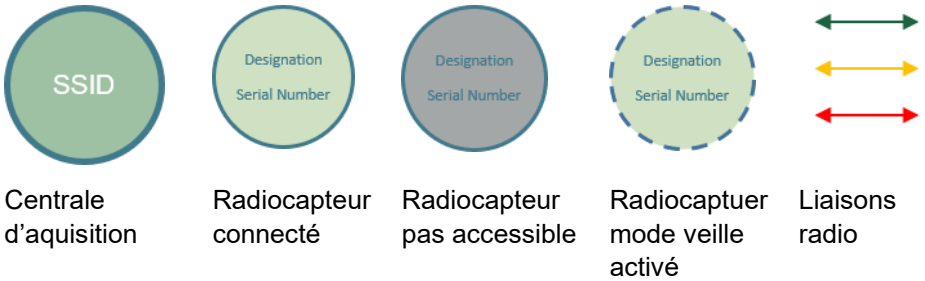 SSID
Designation
Serial Number
Designation
Serial Number
Designation
Serial Number
Centrale
d’aquisition
Radiocapteur
connecté
Radiocapteur
pas accessible
Radiocaptuer
mode veille
activé
Liaisons
radio